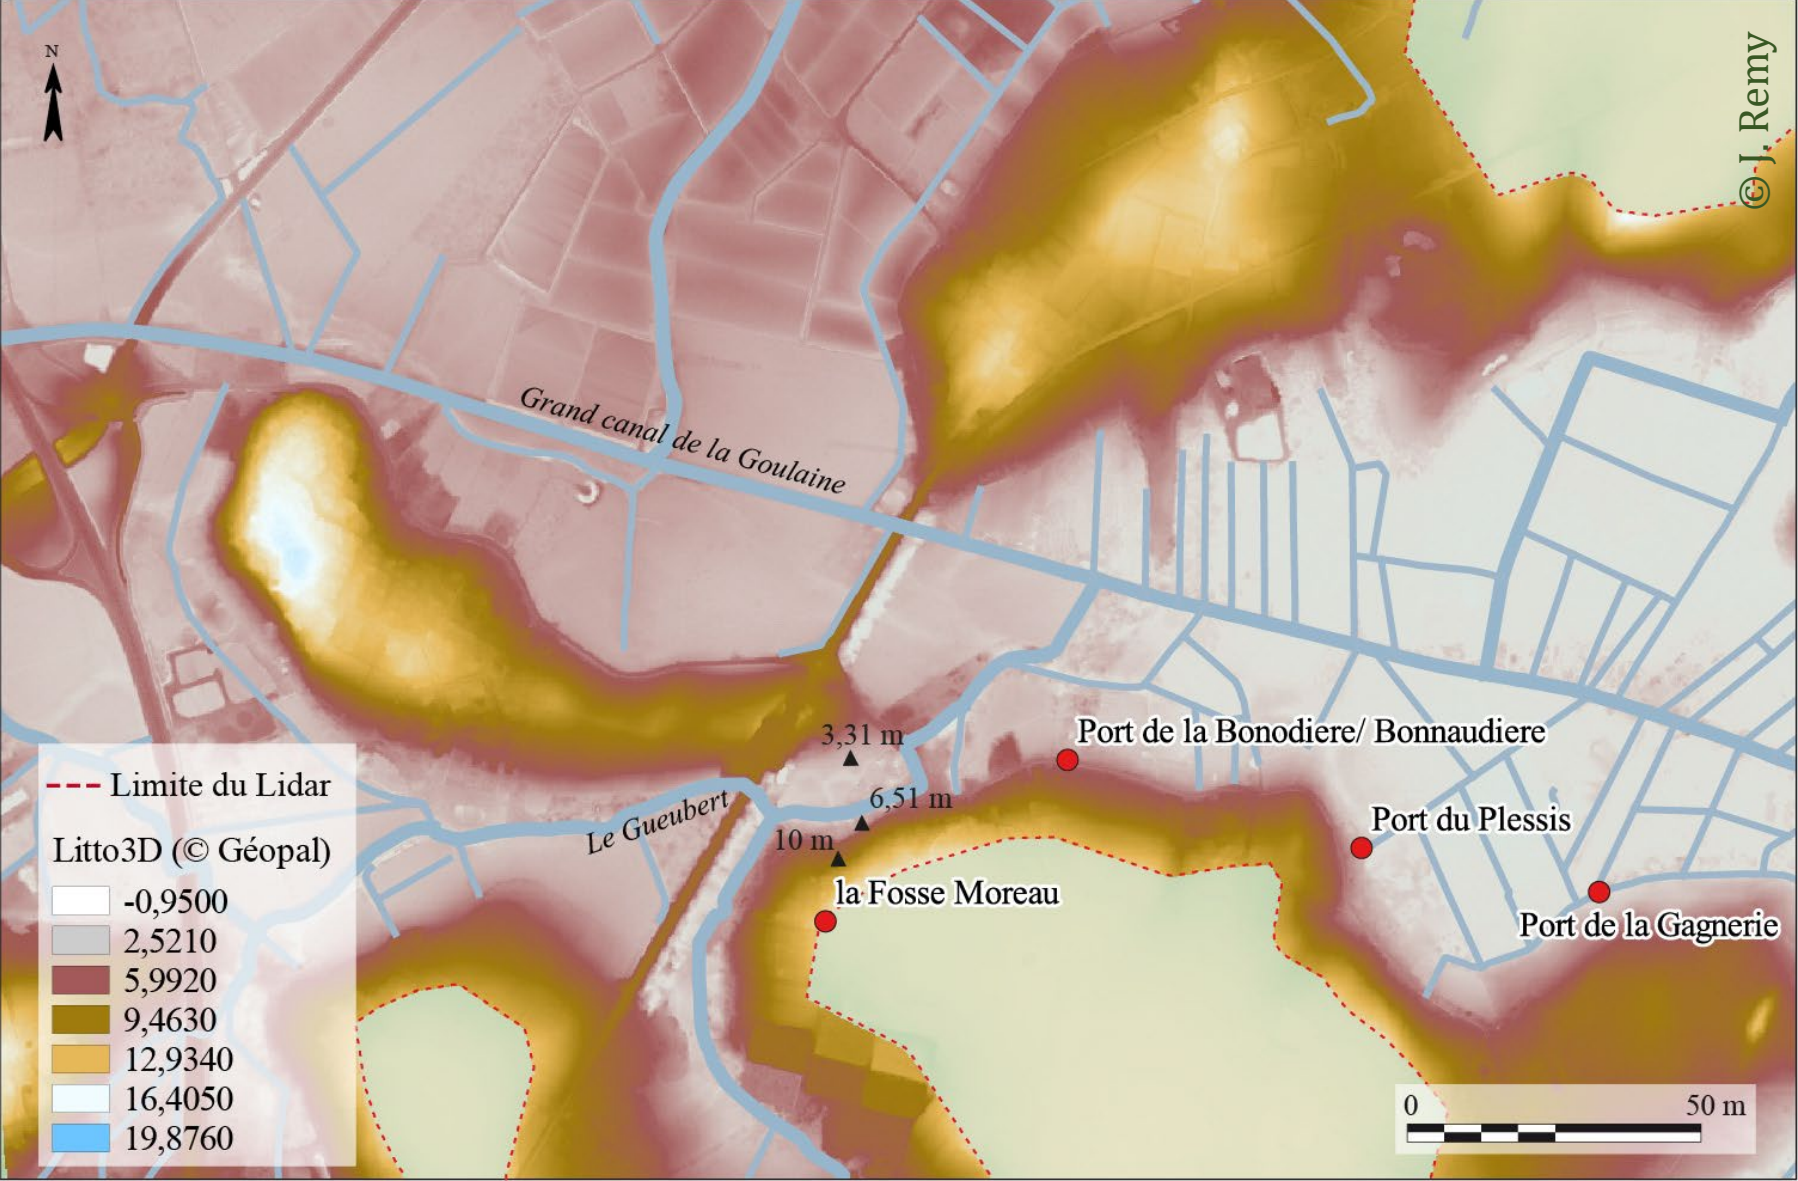 N
© J. Remy
Grand canal de la Goulaine
3,31 m
Port de la Bonodiere/ Bonnaudiere
6,51 m
Le Gueubert
10 m
Port du Plessis
la Fosse Moreau
Port de la Gagnerie
Limite du Lidar
Litto3D (© Géopal)
-0,9500
2,5210
5,9920
9,4630
12,9340
16,4050
19,8760
0 50 m